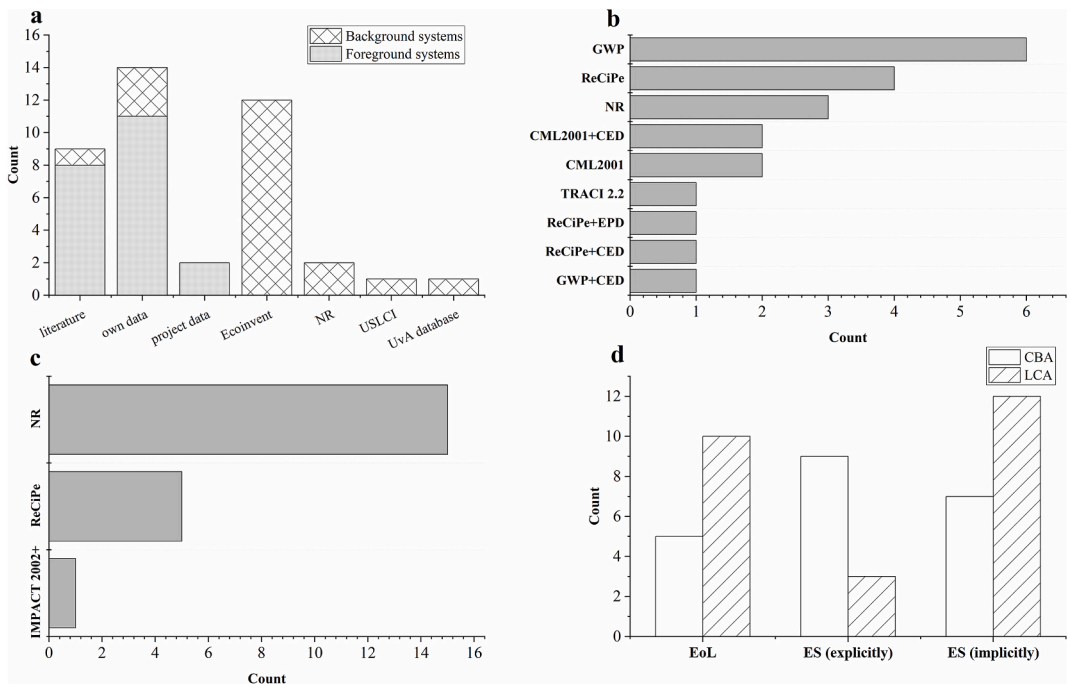 a
Background systems
Foreground systems
16
14
12
10
8
6
4
2
0
Count
literature
own data
project data
Ecoinvent
NR
USLCI
UvA database
b
GWP
ReCiPe
NR
CML2001+CED
CML2001
TRACI 2.2
ReCiPe+EPD
ReCiPe+CED
GWP+CED
0 1 2 3 4 5 6
Count
c
NR
ReCiPe
IMPACT 2002+
0 2 4 6 8 10 12 14 16
Count
d
CBA
LCA
12
10
8
6
4
2
0
Count
EoL ES (explicitly) ES (implicitly)